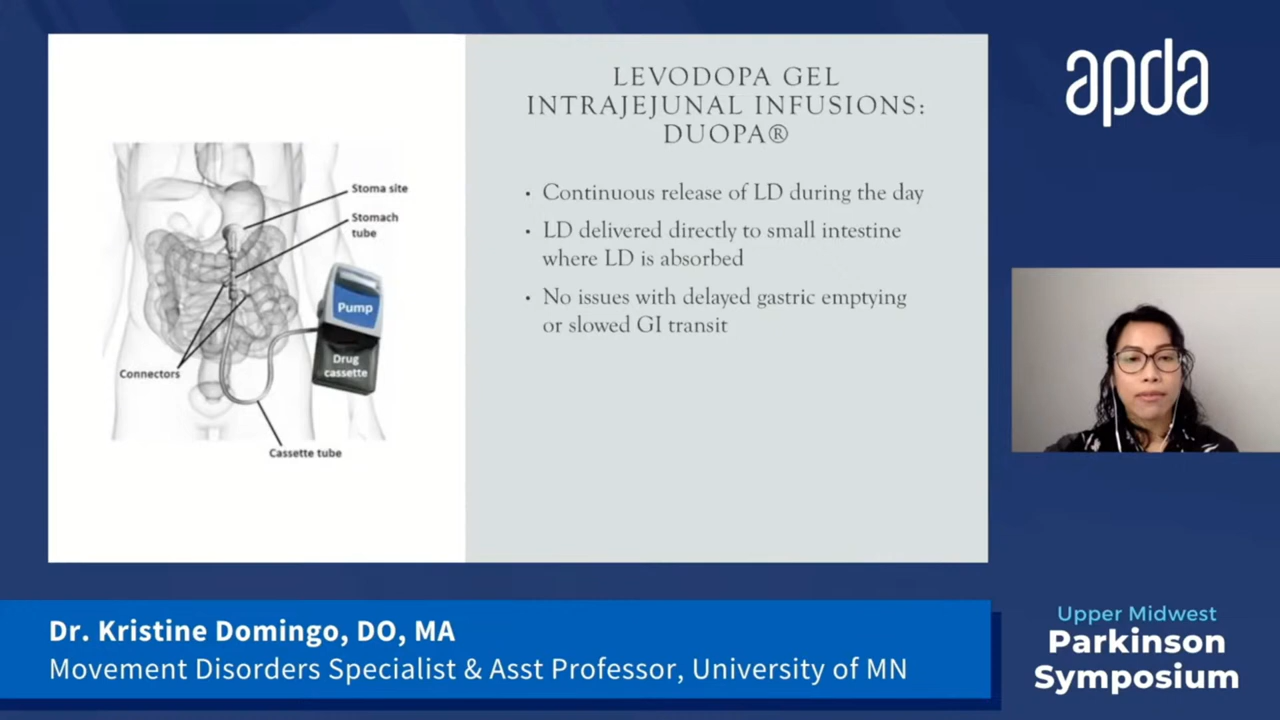 LEVODOPA GEL
INTRAJEJUNAL INFUSIONS:
DUOPA®
• Continuous release of LD during the day
• LD delivered directly to small intestine
where LD is absorbed
• No issues with delayed gastric emptying
or slowed GI transit
Stoma site
Stomach
tube
Pump
Drug
cassette
Connectors
Cassette tube
apda
Dr. Kristine Domingo, DO, MA
Movement Disorders Specialist & Asst Professor, University of MN
Upper Midwest
Parkinson
Symposium